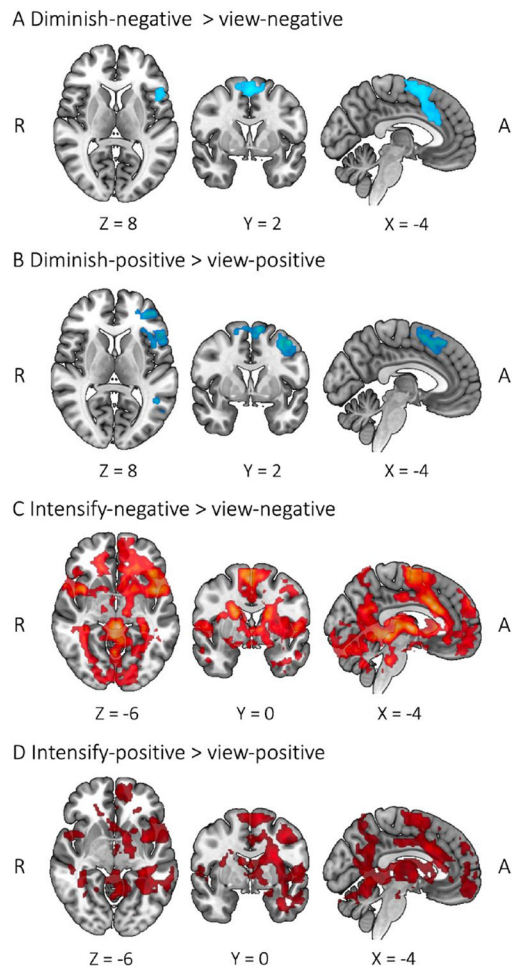 A Diminish-negative > view-negative
R
A
Z = 8 Y = 2 X = -4
B Diminish-positive > view-positive
R
A
Z = 8 Y = 2 X = -4
C Intensify-negative > view-negative
R
A
Z = -6 Y = 0 X = -4
D Intensify-positive > view-positive
R
A
Z = -6 Y = 0 X = -4